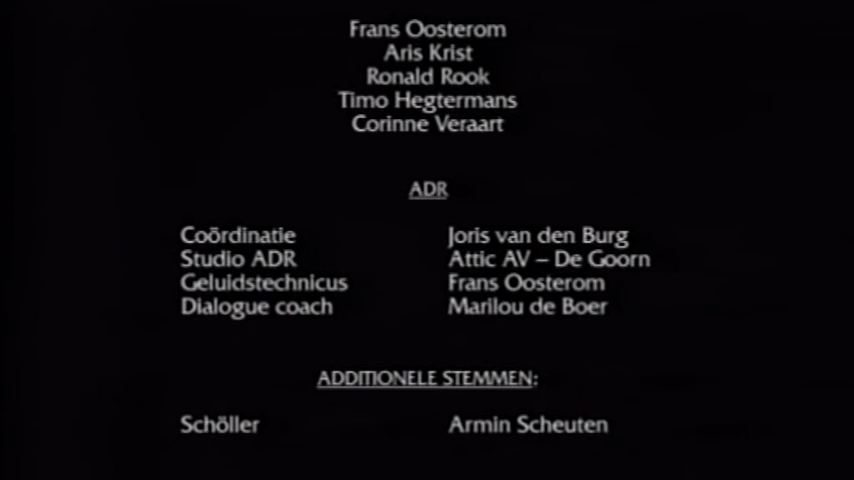 Frans Oosterom
Aris Krist
Ronald Rook
Timo Hegtermans
Corinne Veraart
ADR
Coördinatie Joris van den Burg
Studio ADR Attic AV – De Goorn
Geluidstechnicus Frans Oosterom
Dialogue coach Marilou de Boer
ADDITIONELE STEMMEN:
Schöller Armin Scheuten